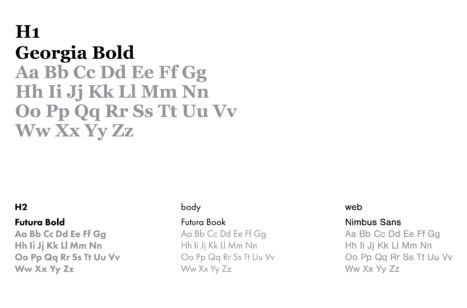 H1
Georgia Bold
Aa Bb Cc Dd Ee Ff Gg
Hh Ii Jj Kk Ll Mm Nn
Oo Pp Qq Rr Ss Tt Uu Vv
Ww Xx Yy Zz
H2
Futura Bold
Aa Bb Cc Dd Ee Ff Gg
Hh Ii Jj Kk Ll Mm Nn
Oo Pp Qq Rr Ss Tt Uu Vv
Ww Xx Yy Zz
body
Futura Book
Aa Bb Cc Dd Ee Ff Gg
Hh Ii Jj Kk Ll Mm Nn
Oo Pp Qq Rr Ss Tt Uu Vv
Ww Xx Yy Zz
web
Nimbus Sans
Aa Bb Cc Dd Ee Ff Gg
Hh Ii Jj Kk Ll Mm Nn
Oo Pp Qq Rr Ss Tt Uu Vv
Ww Xx Yy Zz